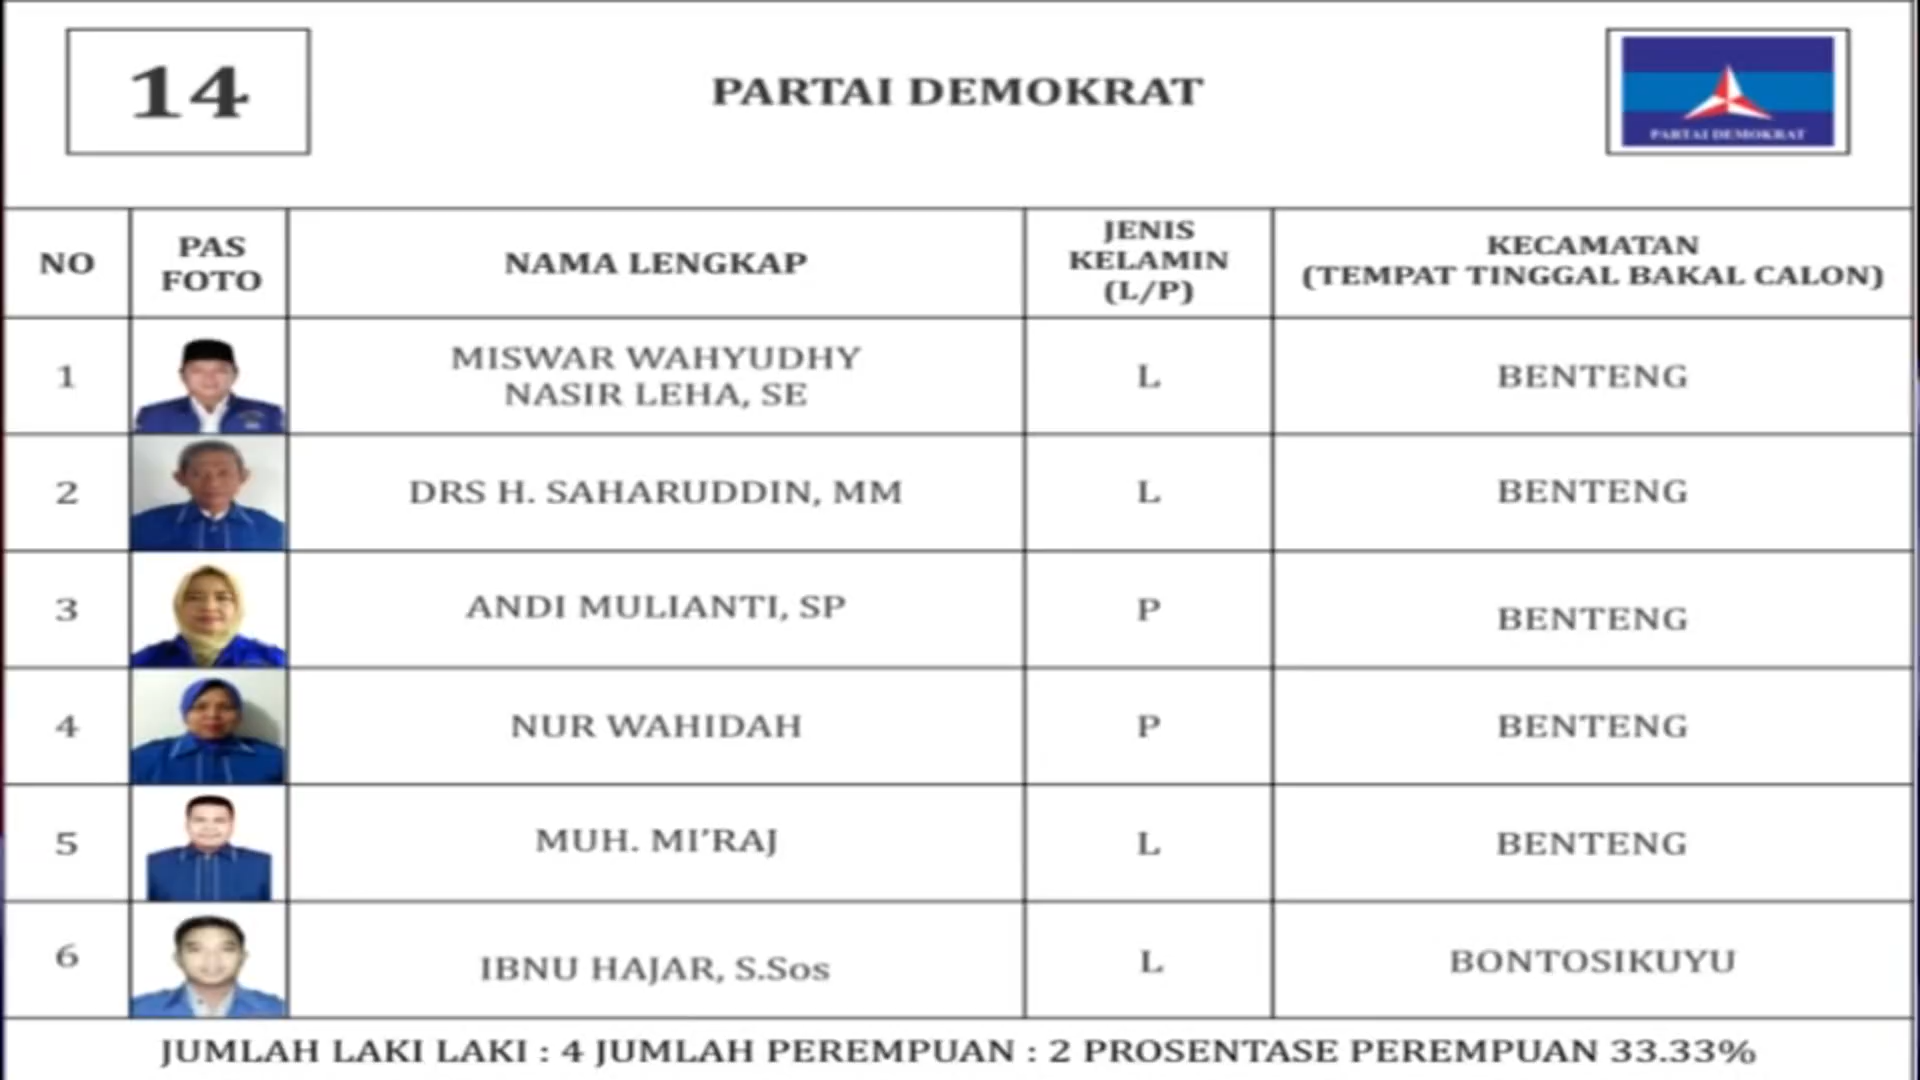 14
PARTAI DEMOKRAT
PARTAI DEMOKRAT
NO
PAS
FOTO
NAMA LENGKAP
JENIS
KELAMIN
(L/P)
KECAMATAN
(TEMPAT TINGGAL BAKAL CALON)
1
MISWAR WAHYUDHY
NASIR LEHA, SE
L
BENTENG
2
DRS H. SAHARUDDIN, MM
L
BENTENG
3
ANDI MULIANTI, SP
P
BENTENG
4
NUR WAHIDAH
P
BENTENG
5
MUH. MI’RAJ
L
BENTENG
6
IBNU HAJAR, S.Sos
L
BONTOSIKUYU
JUMLAH LAKI LAKI : 4 JUMLAH PEREMPUAN : 2 PROSENTASE PEREMPUAN 33.33%